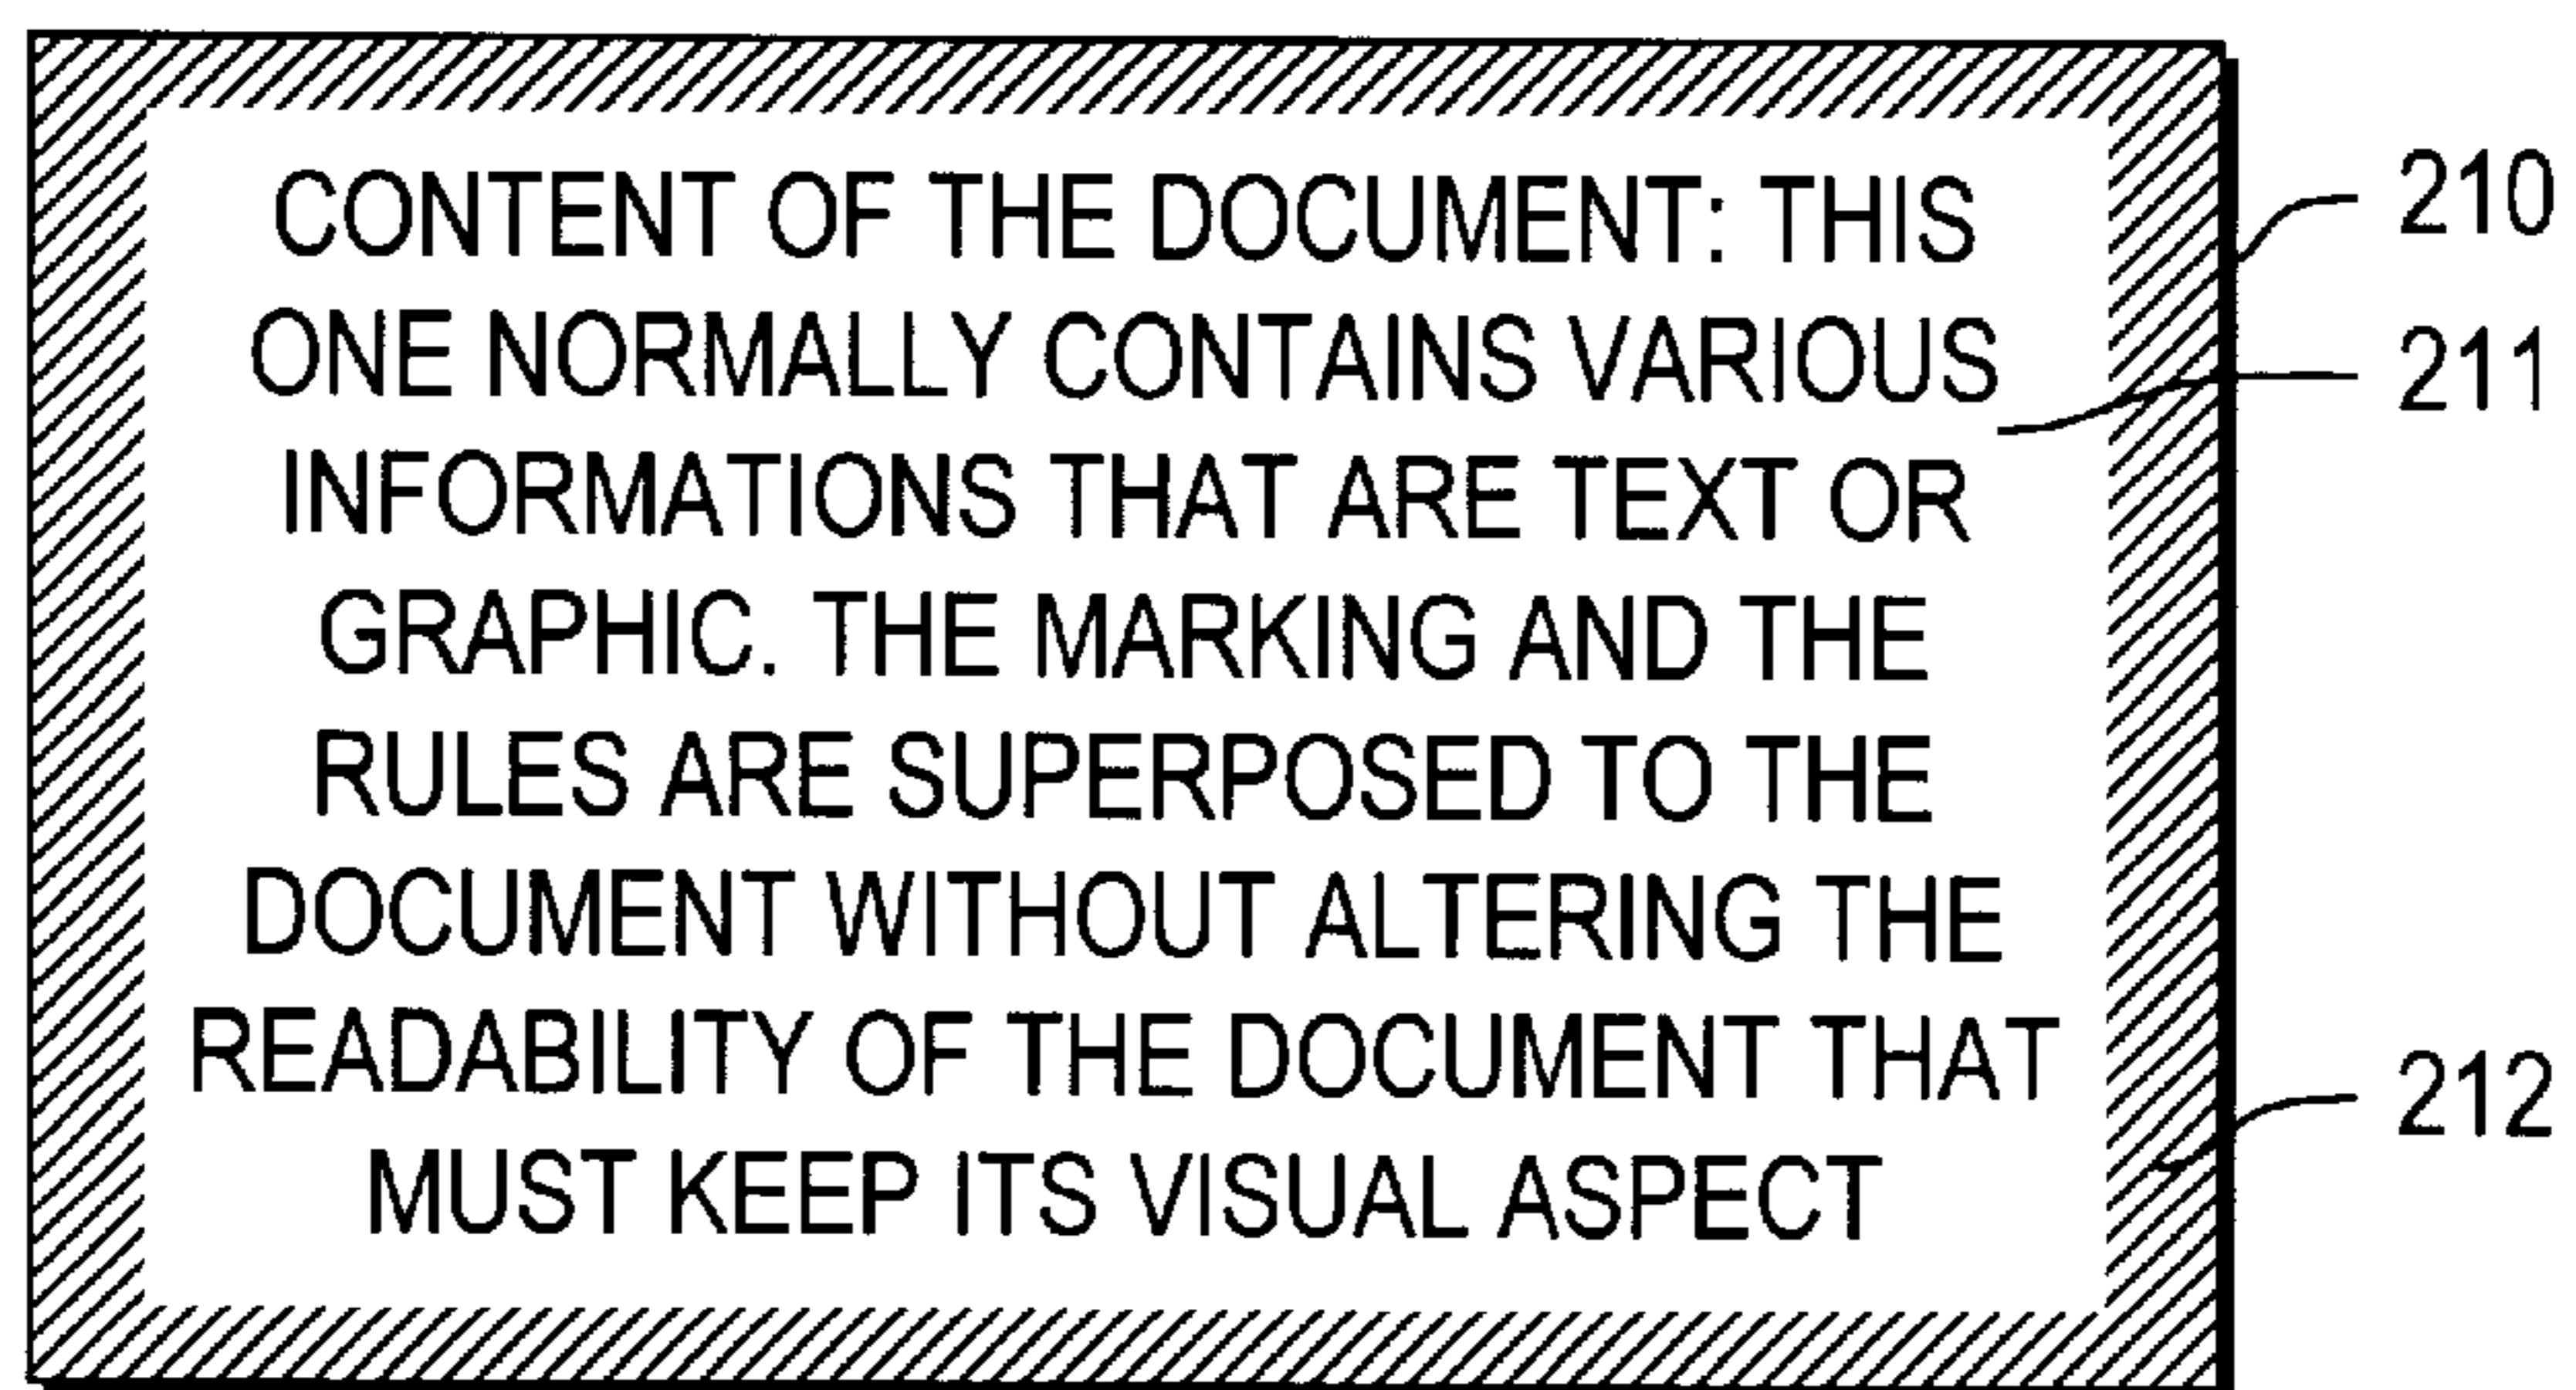 CONTENT OF THE DOCUMENT: THIS
ONE NORMALLY CONTAINS VARIOUS
INFORMATIONS THAT ARE TEXT OR
GRAPHIC. THE MARKING AND THE
RULES ARE SUPERPOSED TO THE
DOCUMENT WITHOUT ALTERING THE
READABILITY OF THE DOCUMENT THAT
MUST KEEP ITS VISUAL ASPECT
210
211
212